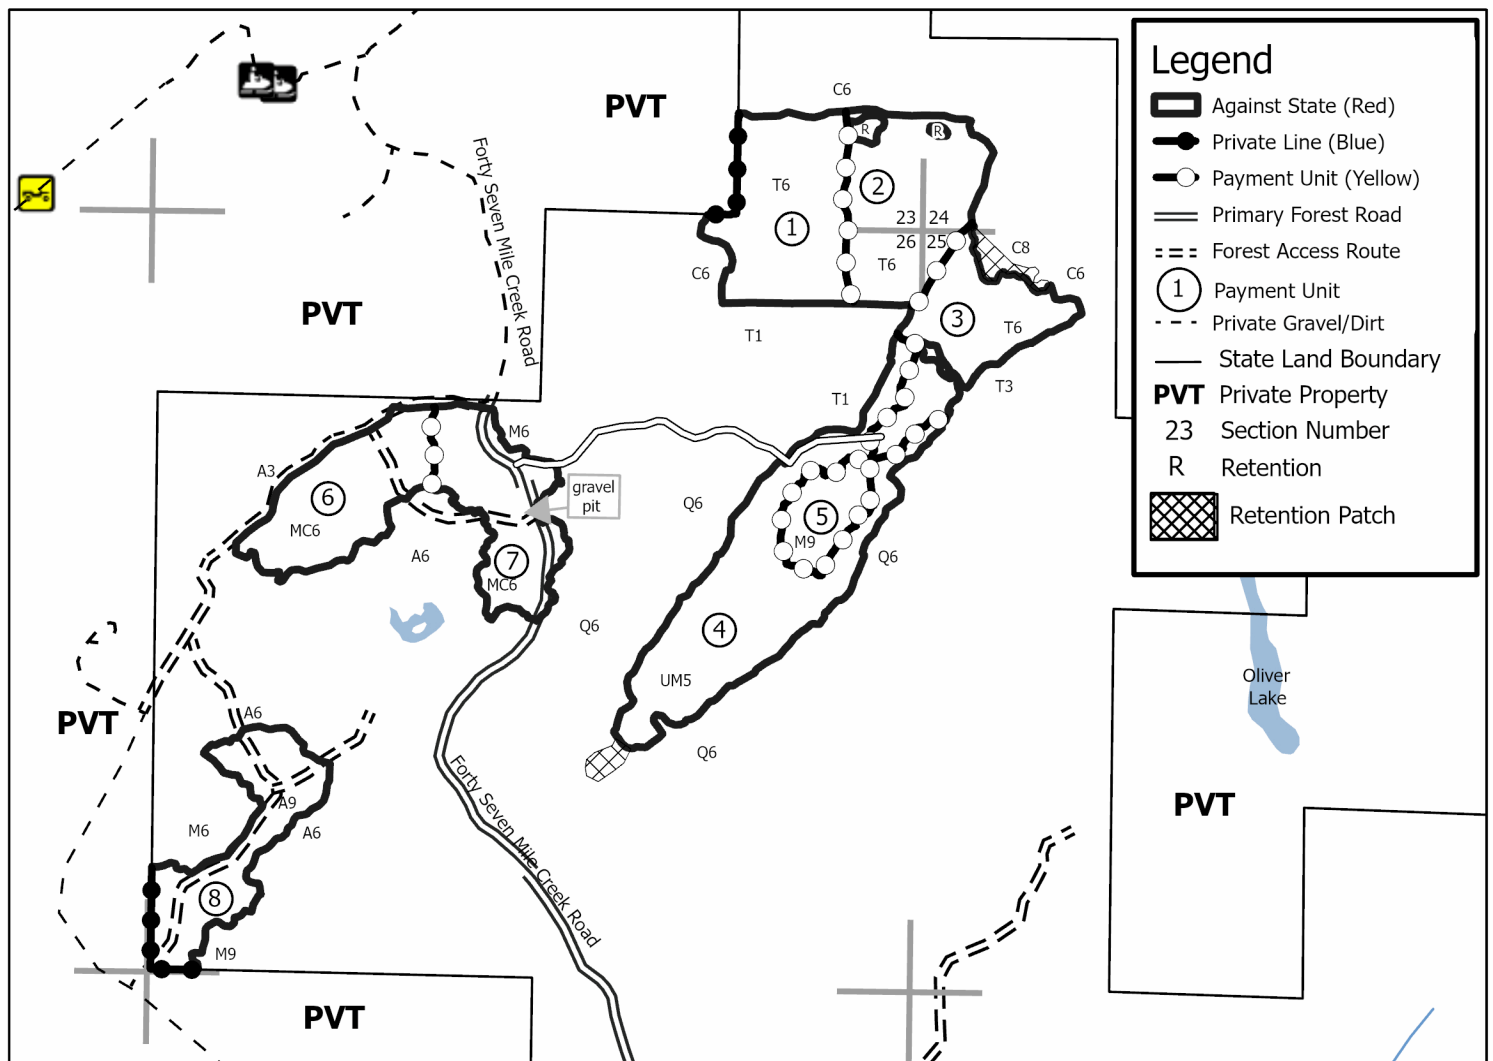 Legend
Against State (Red)
Private Line (Blue)
Payment Unit (Yellow)
Primary Forest Road
Forest Access Route
1 Payment Unit
Private Gravel/Dirt
State Land Boundary
PVT Private Property
23 Section Number
R Retention
Retention Patch
C6
PVT
R
R
Forty Seven Mile Creek Road
T6
2
1
23 24
26 25
C8
C6
T6
C6
PVT
3
T6
T1
T3
T1
M6
A3
6
gravel
pit
Q6
5
MC6
M9
A6
7
Q6
MC6
Q6
4
UM5
Oliver
Lake
A6
PVT
Q6
Forty Seven Mile Creek Road
A9
PVT
M6
A6
8
M9
PVT